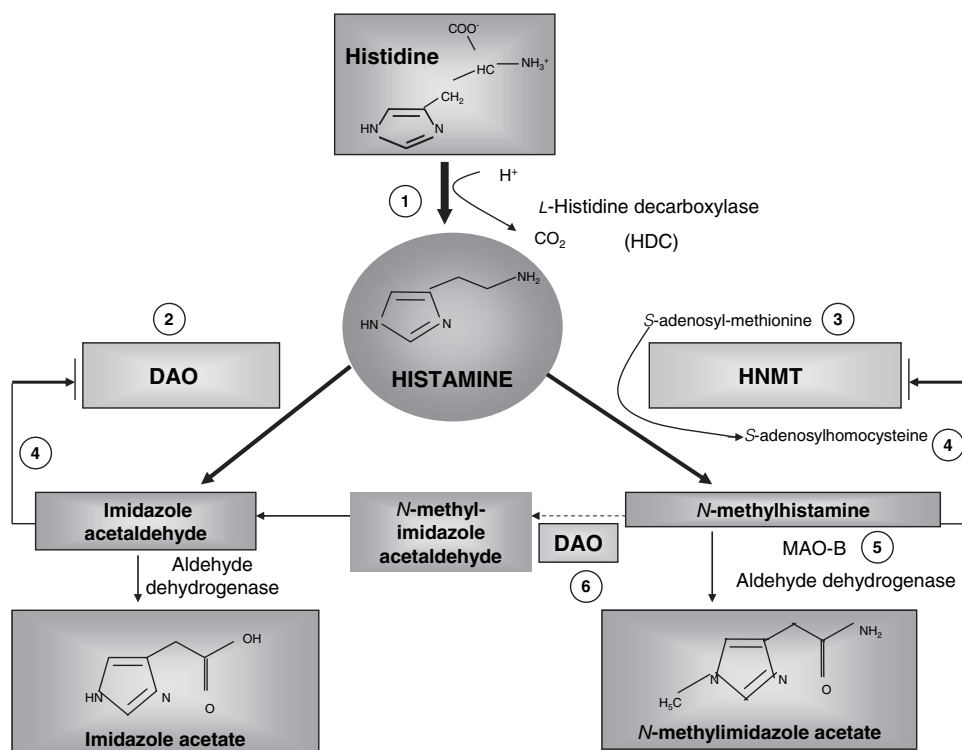 Histidine
COO⁻
HC
NH₃⁺
CH₂
HN
N
1
H⁺
L-Histidine decarboxylase
CO₂
(HDC)
NH₂
HN
N
HISTAMINE
2
DAO
S-adenosyl-methionine
3
HNMT
4
S-adenosylhomocysteine
4
Imidazole
acetaldehyde
N-methyl-
imidazole
acetaldehyde
N-methylhistamine
DAO
6
MAO-B
5
Aldehyde
dehydrogenase
Aldehyde dehydrogenase
OH
HN
N
O
Imidazole acetate
NH₂
N
N
H₅C
O
N-methylimidazole acetate